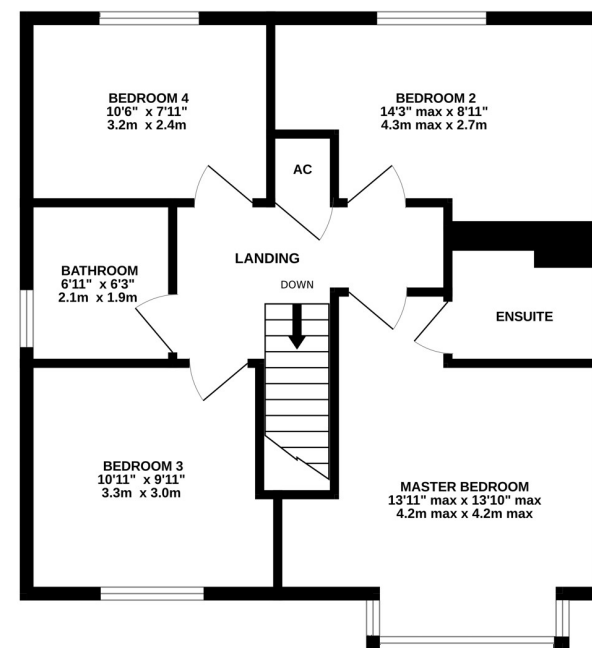 BEDROOM 4
10'6" x 7'11"
3.2m x 2.4m
BEDROOM 2
14'3" max x 8'11"
4.3m max x 2.7m
AC
BATHROOM
6'11" x 6'3"
2.1m x 1.9m
LANDING
DOWN
ENSUITE
BEDROOM 3
10'11" x 9'11"
3.3m x 3.0m
MASTER BEDROOM
13'11" max x 13'10" max
4.2m max x 4.2m max